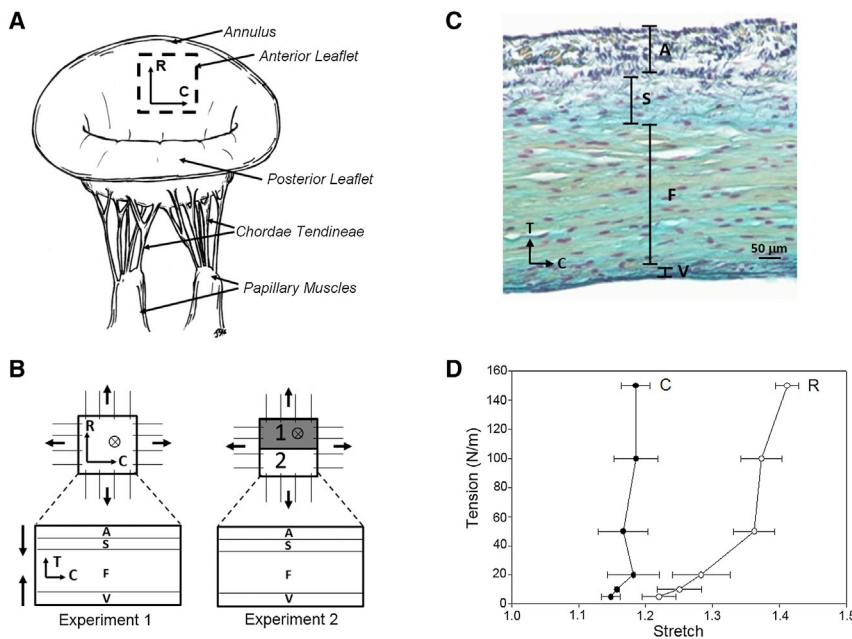 A
Annulus
Anterior Leaflet
R
C
Posterior Leaflet
Chordae Tendineae
Papillary Muscles
B
R
C
1
2
A
S
T
F
C
V
A
S
F
V
Experiment 1
Experiment 2
C
A
S
F
T
C
50 µm
V
D
160
140
120
100
80
60
40
20
0
C
R
Tension (N/m)
1.0
1.1
1.2
1.3
1.4
1.5
Stretch